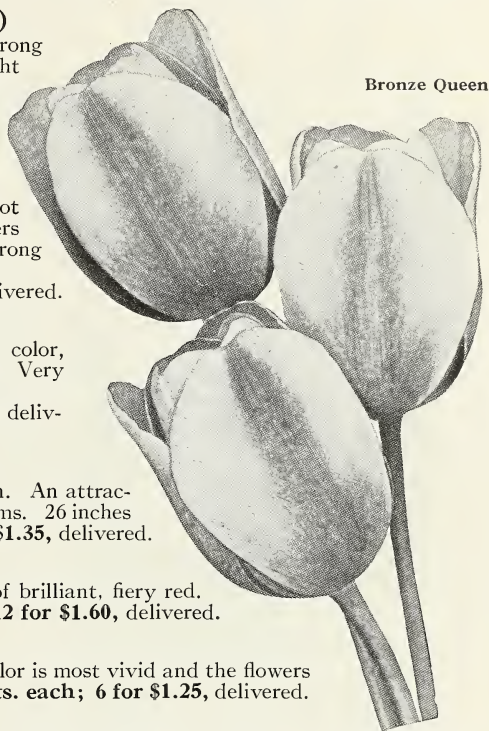 )
rong
ht
Bronze Queen
ot
ers
rong
ivered.
color,
Very
deliv-
n. An attrac-
ms. 26 inches
$1.35, delivered.
of brilliant, fiery red.
12 for $1.60, delivered.
lor is most vivid and the flowers
ts. each; 6 for $1.25, delivered.